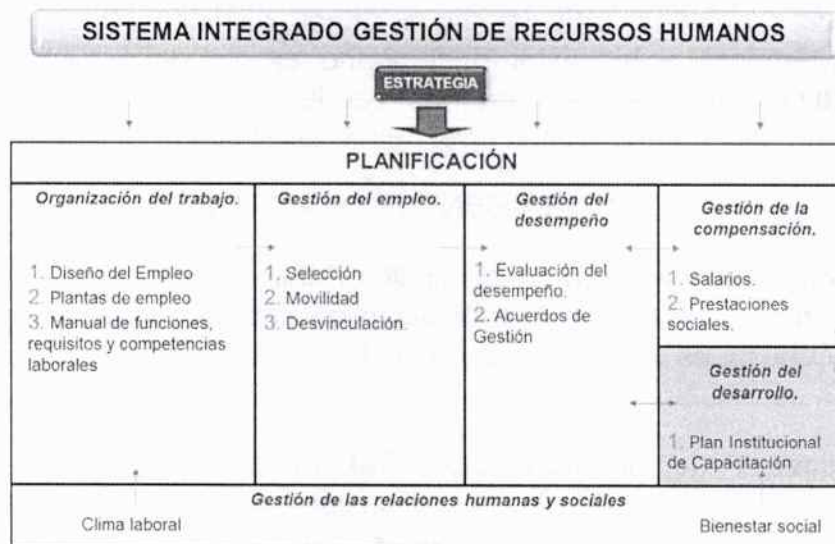 SISTEMA INTEGRADO GESTIÓN DE RECURSOS HUMANOS
ESTRATEGIA
PLANIFICACIÓN
Organización del trabajo.
1. Diseño del Empleo
2. Plantas de empleo
3. Manual de funciones,
requisitos y competencias
laborales
Gestión del empleo.
1. Selección
2. Movilidad
3. Desvinculación.
Gestión del
desempeño
1. Evaluación del
desempeño.
2. Acuerdos de
Gestión
Gestión de la
compensación.
1. Salarios.
2. Prestaciones
sociales.
Gestión del
desarrollo.
1. Plan Institucional
de Capacitación
Gestión de las relaciones humanas y sociales
Clima laboral
Bienestar social